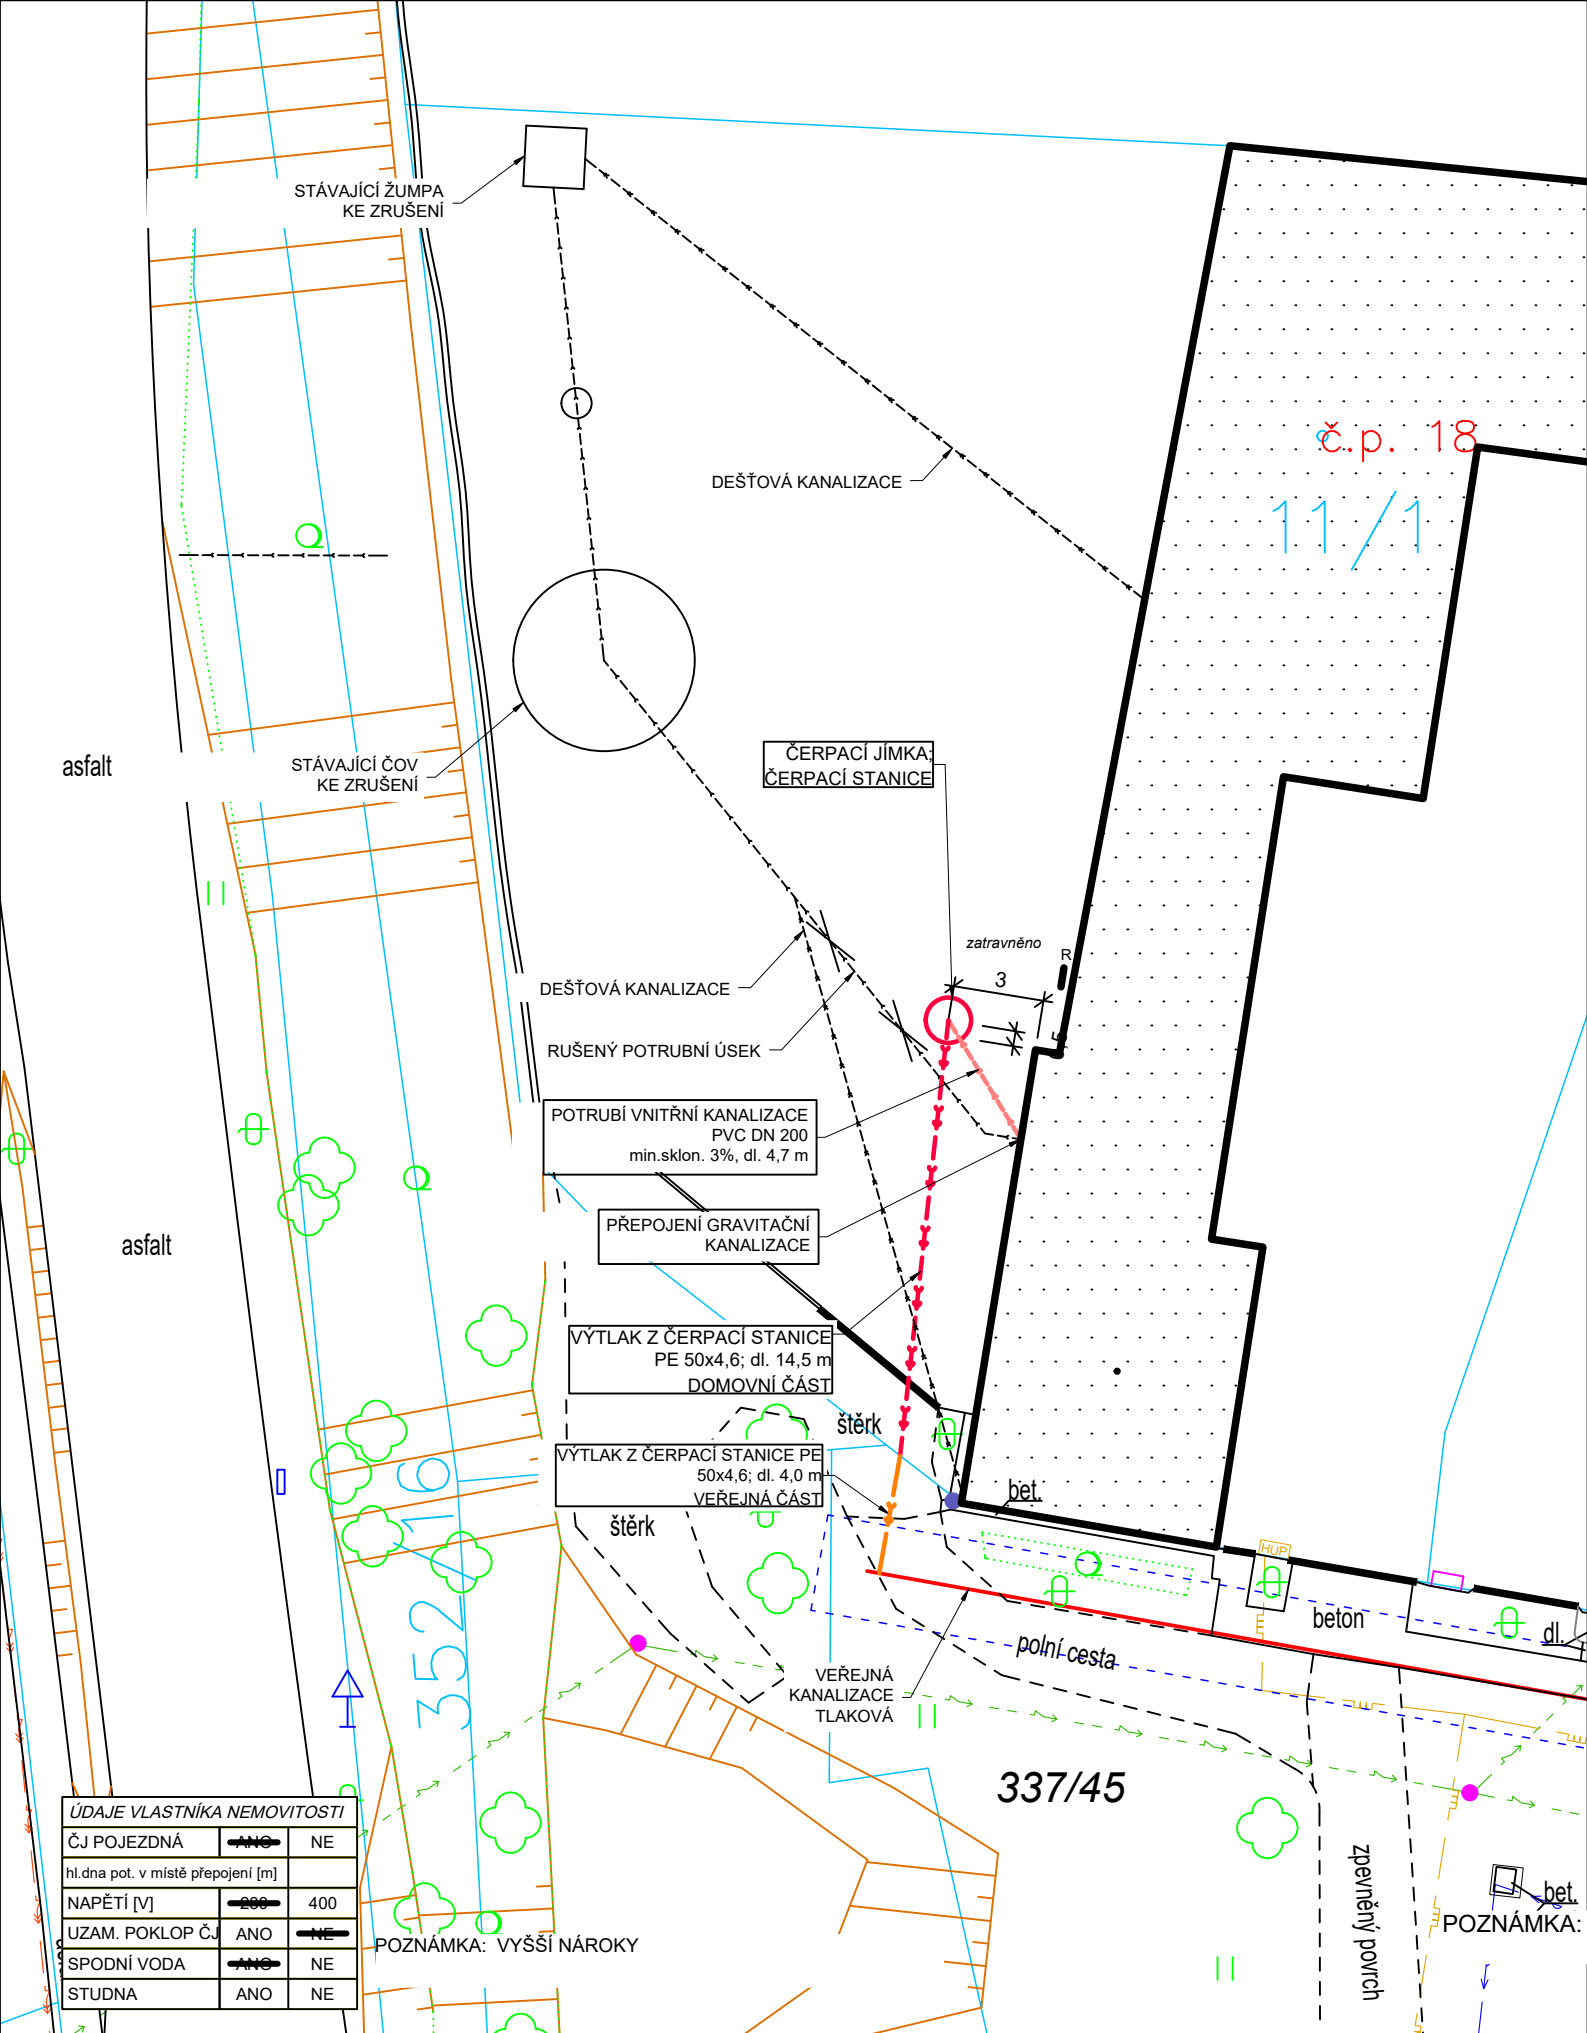 STÁVAJÍCÍ ŽUMPA
KE ZRUŠENÍ
č.p. 18
DEŠŤOVÁ KANALIZACE
11/1
asfalt
STÁVAJÍCÍ ČOV
KE ZRUŠENÍ
ČERPACÍ JÍMKA;
ČERPACÍ STANICE
zatravněno
R
3
DEŠŤOVÁ KANALIZACE
RUŠENÝ POTRUBNÍ ÚSEK
POTRUBÍ VNITŘNÍ KANALIZACE
PVC DN 200
min.sklon. 3%, dl. 4,7 m
PŘEPOJENÍ GRAVITAČNÍ
KANALIZACE
asfalt
VÝTLAK Z ČERPACÍ STANICE
PE 50x4,6; dl. 14,5 m
DOMOVNÍ ČÁST
štěrk
VÝTLAK Z ČERPACÍ STANICE PE
50x4,6; dl. 4,0 m
VEŘEJNÁ ČÁST
bet.
štěrk
HUP
352/16
beton
dl.
polní cesta
VEŘEJNÁ
KANALIZACE
TLAKOVÁ
337/45
zpevněný povrch
bet.
POZNÁMKA:
ÚDAJE VLASTNÍKA NEMOVITOSTI
ČJ POJEZDNÁ ANO NE
hl.dna pot. v místě přepojení [m]
NAPĚTÍ [V] 230 400
UZAM. POKLOP ČJ ANO NE
SPODNÍ VODA ANO NE
STUDNA ANO NE
POZNÁMKA: VYŠŠÍ NÁROKY